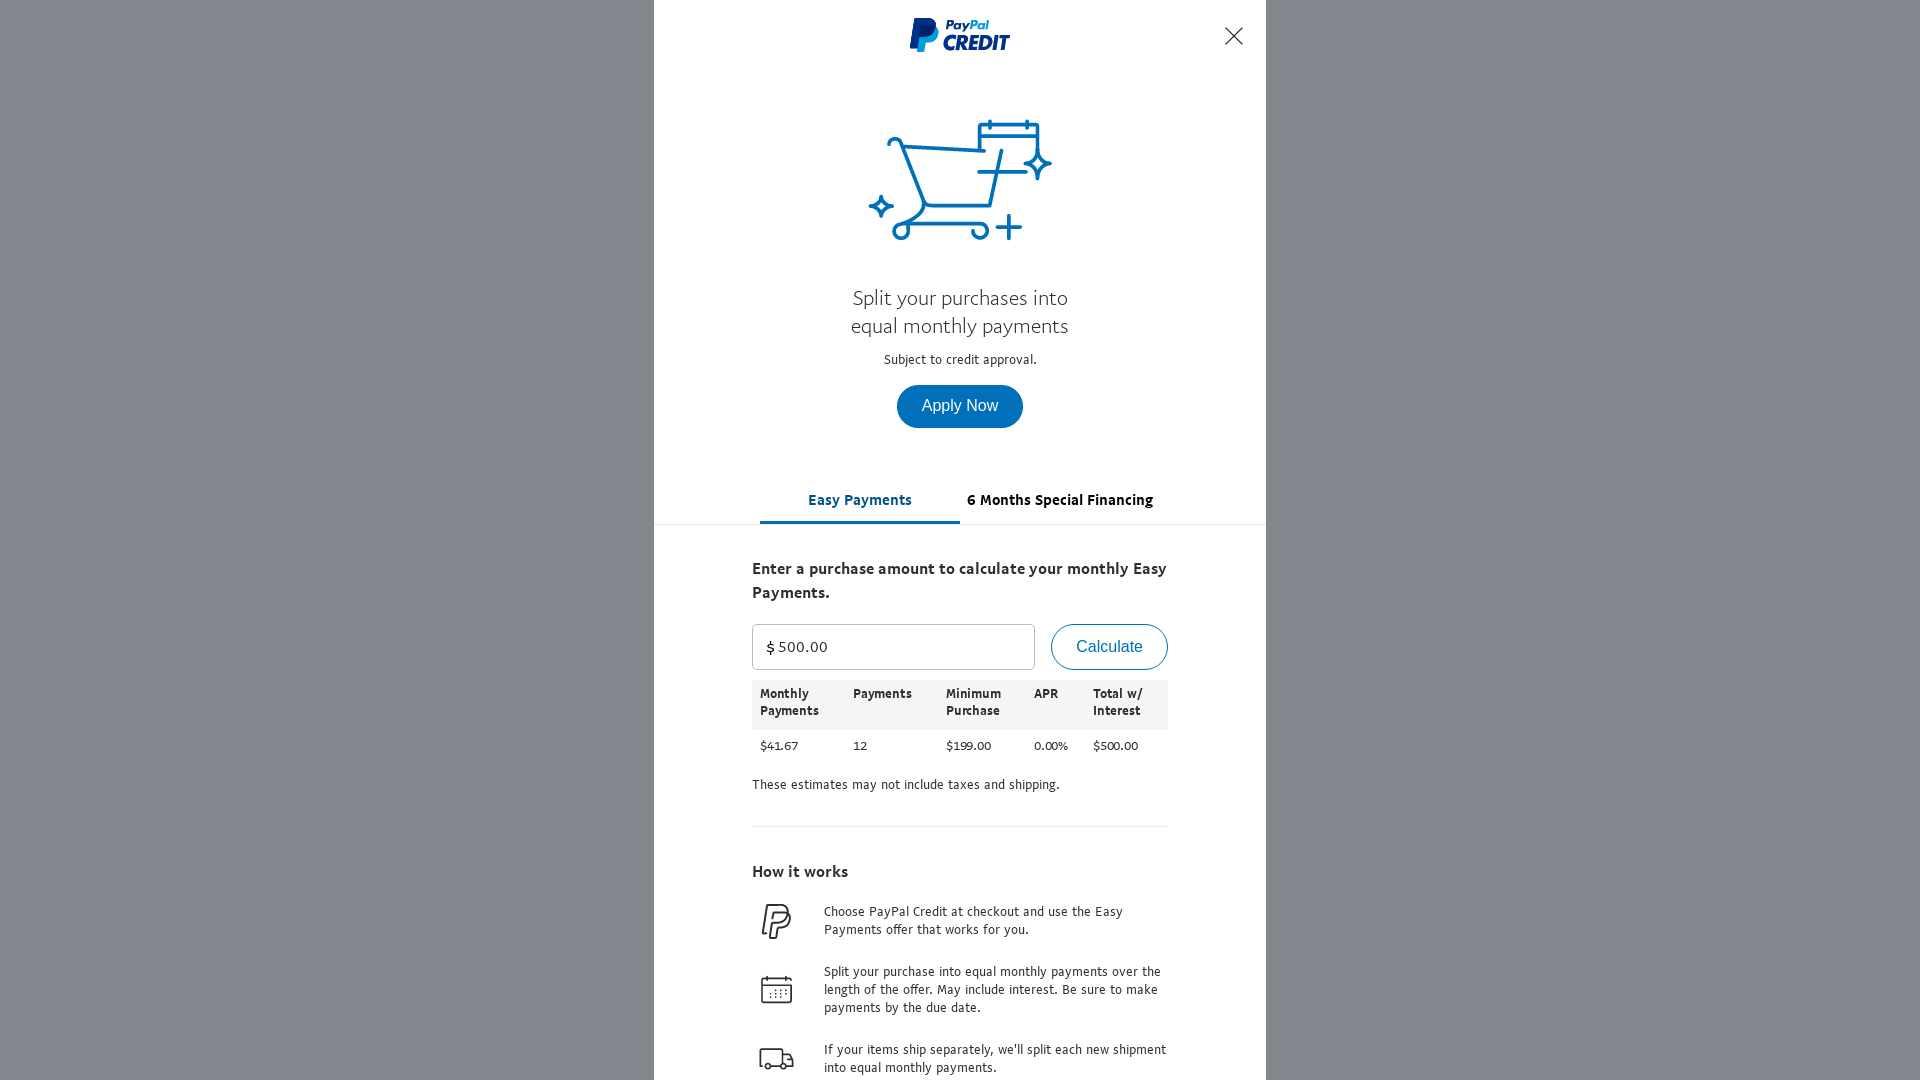 PayPal
CREDIT
Split your purchases into
equal monthly payments
Subject to credit approval.
Apply Now
Easy Payments 6 Months Special Financing
Enter a purchase amount to calculate your monthly Easy
Payments.
$ 500.00 Calculate
Monthly Payments Minimum APR Total w/
Payments Purchase Interest
$41.67 12 $199.00 0.00% $500.00
These estimates may not include taxes and shipping.
How it works
Choose PayPal Credit at checkout and use the Easy
Payments offer that works for you.
Split your purchase into equal monthly payments over the
length of the offer. May include interest. Be sure to make
payments by the due date.
If your items ship separately, we'll split each new shipment
into equal monthly payments.